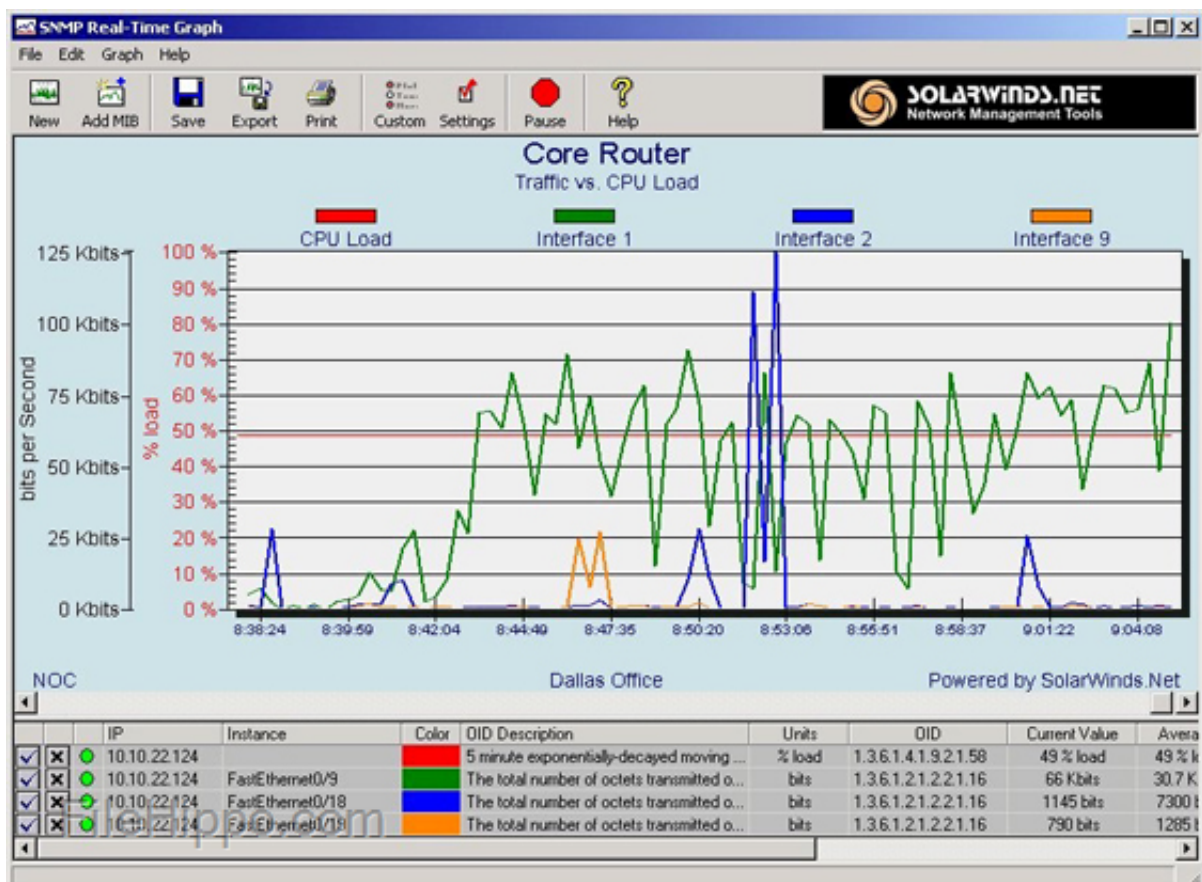 SNMP Real-Time Graph
File Edit Graph Help
New Add MIB Save Export Print Custom Settings Pause Help
SOLARWINDS.NET
Network Management Tools
Core Router
Traffic vs. CPU Load
CPU Load Interface 1 Interface 2 Interface 9
bits per Second
125 Kbits
100 Kbits
75 Kbits
50 Kbits
25 Kbits
0 Kbits
% load
100 %
90 %
80 %
70 %
60 %
50 %
40 %
30 %
20 %
10 %
0 %
8:38:24 8:39:59 8:42:04 8:44:49 8:47:35 8:50:20 8:53:06 8:55:51 8:58:37 9:01:22 9:04:08
NOC Dallas Office Powered by SolarWinds.Net
IP Instance Color OID Description Units OID Current Value Avera
10.10.22.124 5 minute exponentially-decayed moving ... % load 1.3.6.1.4.1.9.2.1.58 49 % load 49 % k
10.10.22.124 FastEthernet0/9 The total number of octets transmitted o... bits 1.3.6.1.2.1.2.2.1.16 66 Kbits 30.7 K
10.10.22.124 FastEthernet0/18 The total number of octets transmitted o... bits 1.3.6.1.2.1.2.2.1.16 1145 bits 7300 b
10.10.22.124 The total number of octets transmitted o... bits 1.3.6.1.2.1.2.2.1.16 790 bits 1285 b
FileHippo.com